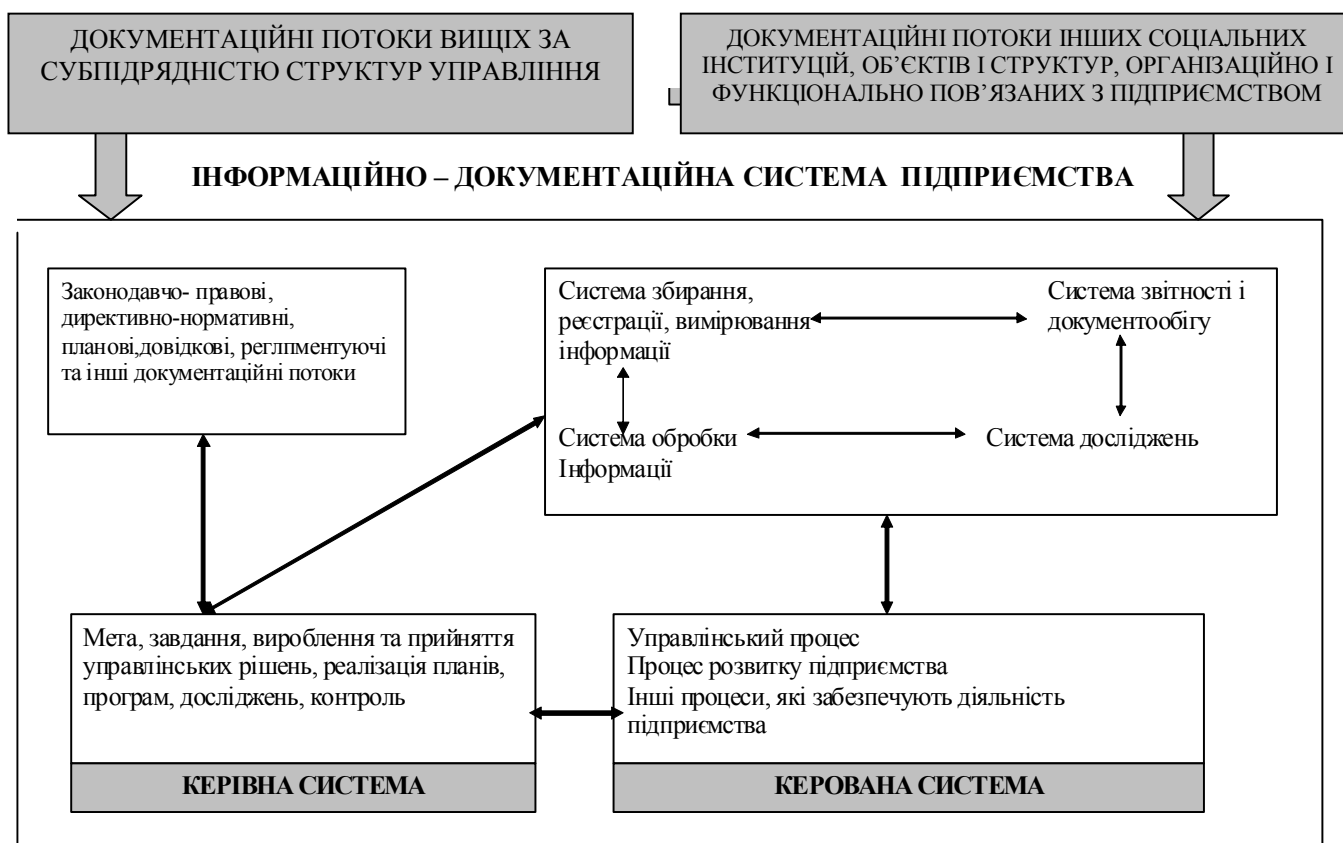 ДОКУМЕНТАЦІЙНІ ПОТОКИ ВИЩІХ ЗА
СУБПІДРЯДНІСТЮ СТРУКТУР УПРАВЛІННЯ
ДОКУМЕНТАЦІЙНІ ПОТОКИ ІНШИХ СОЦІАЛЬНИХ
ІНСТИТУЦІЙ, ОБ’ЄКТІВ І СТРУКТУР, ОРГАНІЗАЦІЙНО І
ФУНКЦІОНАЛЬНО ПОВ’ЯЗАНИХ З ПІДПРИЄМСТВОМ
ІНФОРМАЦІЙНО – ДОКУМЕНТАЦІЙНА СИСТЕМА ПІДПРИЄМСТВА
Законодавчо- правові,
директивно-нормативні,
планові,довідкові, реглпментуючі
та інші документаційні потоки
Система збирання,
реєстрації, вимірювання
інформації
Система звітності і
документообігу
Система обробки
Інформації
Система досліджень
Мета, завдання, вироблення та прийняття
управлінських рішень, реалізація планів,
програм, досліджень, контроль
КЕРІВНА СИСТЕМА
Управлінський процес
Процес розвитку підприємства
Інші процеси, які забезпечують діяльність
підприємства
КЕРОВАНА СИСТЕМА